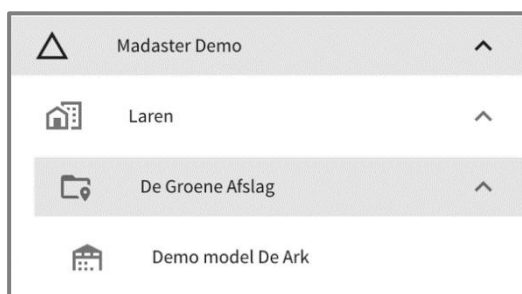 Madaster Demo
Laren
De Groene Afslag
Demo model De Ark